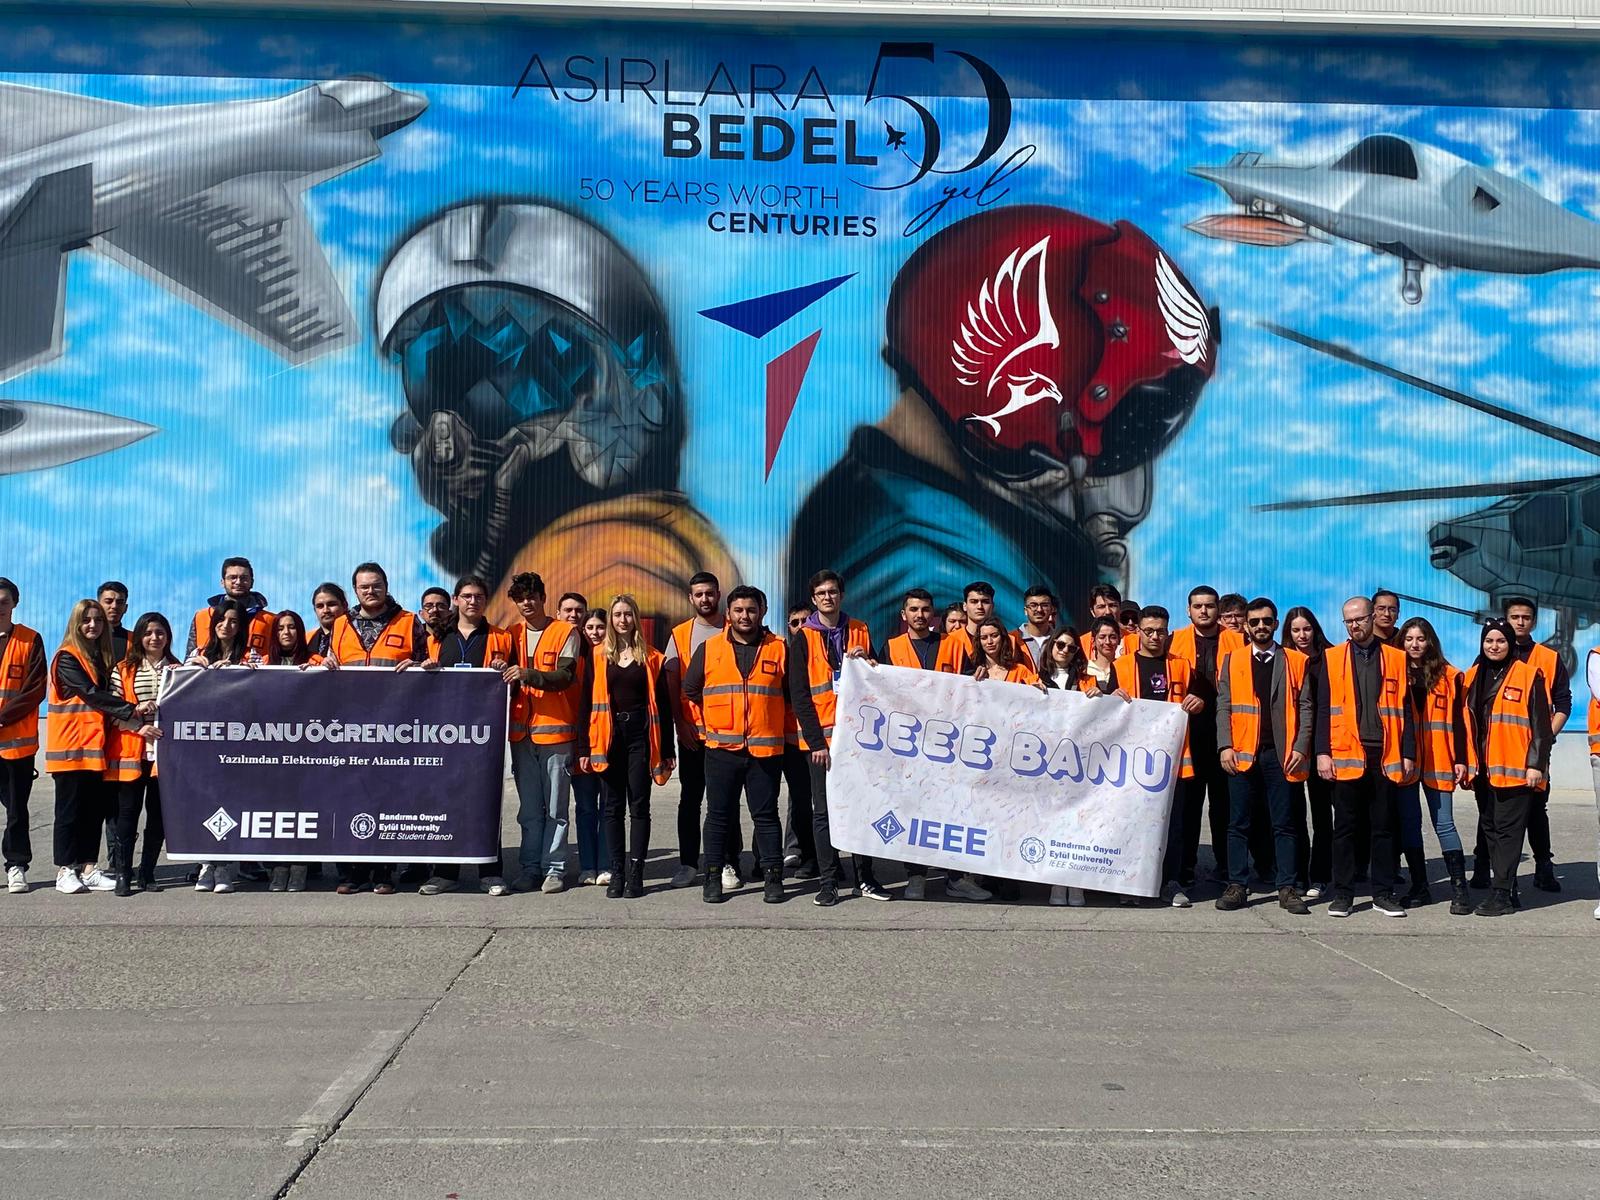 ASIRLARA
BEDEL 50
yıl
50 YEARS WORTH
CENTURIES
IEEE BANU ÖĞRENCİ KOLU
Yazılımdan Elektroniğe Her Alanda IEEE!
IEEE
Bandırma Onyedi
Eylül University
IEEE Student Branch
IEEE BANU
IEEE
Bandırma Onyedi
Eylül University
IEEE Student Branch